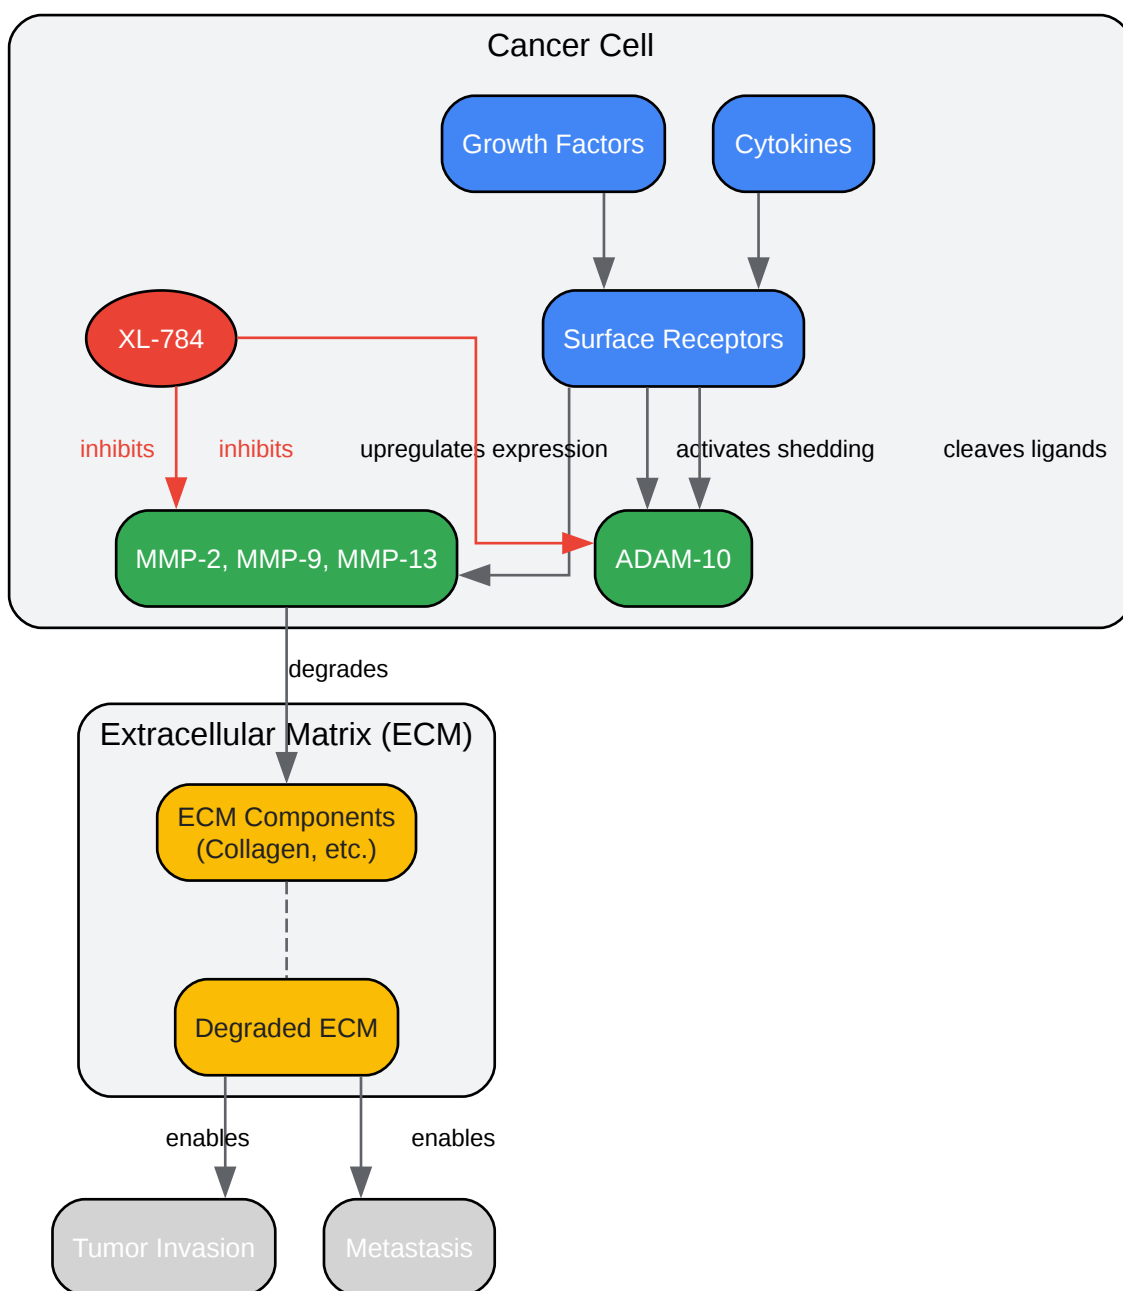 Cancer Cell
Growth Factors
Cytokines
XL-784
Surface Receptors
inhibits
inhibits
upregulates expression
activates shedding
cleaves ligands
MMP-2, MMP-9, MMP-13
ADAM-10
degrades
Extracellular Matrix (ECM)
ECM Components
(Collagen, etc.)
Degraded ECM
enables
enables
Tumor Invasion
Metastasis